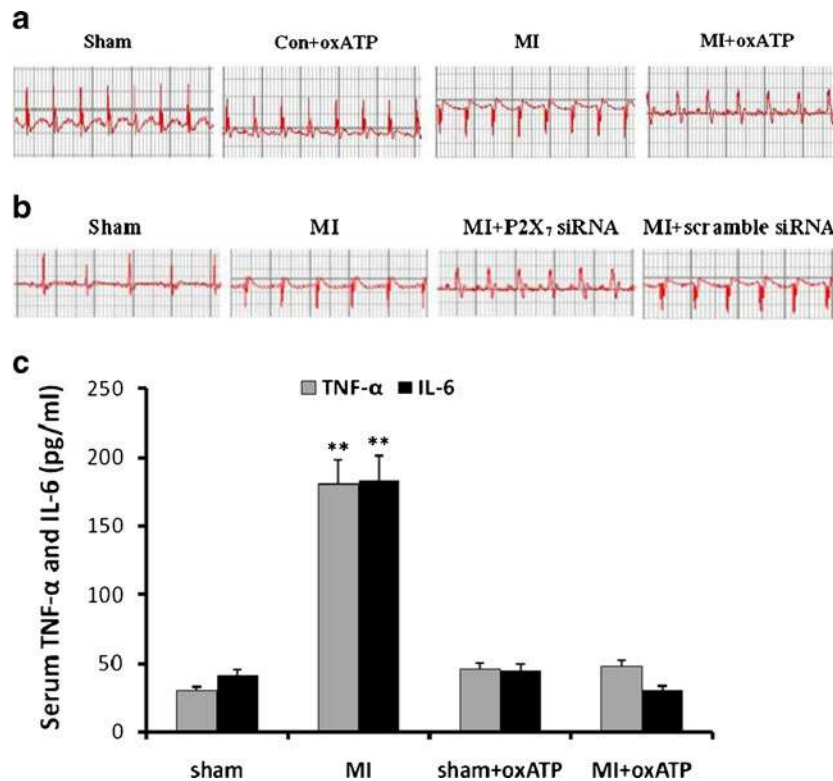 a
Sham Con+oxATP MI MI+oxATP
b
Sham MI MI+P2X₇ siRNA MI+scramble siRNA
c
TNF-α IL-6
Serum TNF-α and IL-6 (pg/ml)
250
200
150
100
50
0
** **
sham MI sham+oxATP MI+oxATP